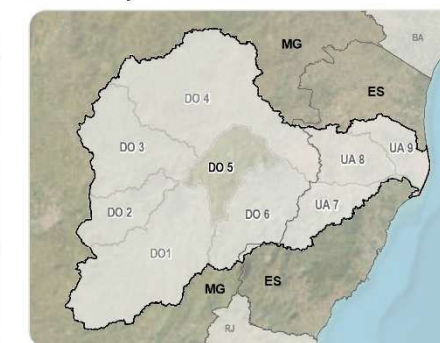 BA
MG
ES
DO 4
DO 3
DO 5
UA 8
UA 9
DO 2
DO 6
UA 7
DO1
MG
ES
RJ